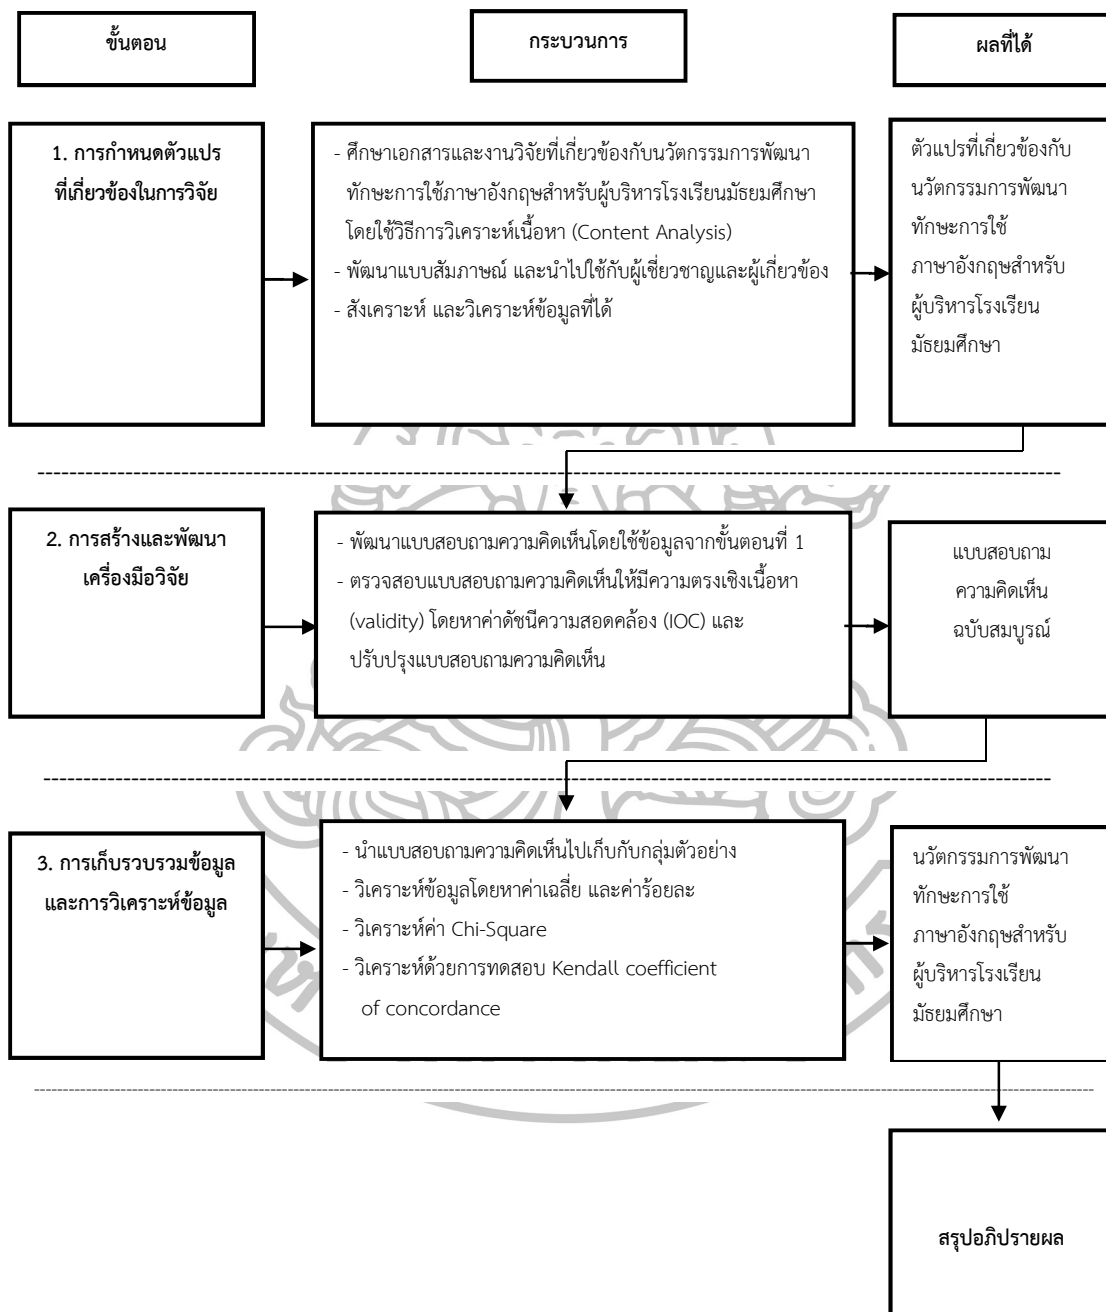 ขั้นตอน
กระบวนการ
ผลที่ได้
1. การกำหนดตัวแปร
ที่เกี่ยวข้องในการวิจัย
- ศึกษาเอกสารและงานวิจัยที่เกี่ยวข้องกับนวัตกรรมการพัฒนา
ทักษะการใช้ภาษาอังกฤษสำหรับผู้บริหารโรงเรียนมัธยมศึกษา
โดยใช้วิธีการวิเคราะห์เนื้อหา (Content Analysis)
- พัฒนาแบบสัมภาษณ์ และนำไปใช้กับผู้เชี่ยวชาญและผู้เกี่ยวข้อง
- สังเคราะห์ และวิเคราะห์ข้อมูลที่ได้
ตัวแปรที่เกี่ยวข้องกับ
นวัตกรรมการพัฒนา
ทักษะการใช้
ภาษาอังกฤษสำหรับ
ผู้บริหารโรงเรียน
มัธยมศึกษา
2. การสร้างและพัฒนา
เครื่องมือวิจัย
- พัฒนาแบบสอบถามความคิดเห็นโดยใช้ข้อมูลจากขั้นตอนที่ 1
- ตรวจสอบแบบสอบถามความคิดเห็นให้มีความตรงเชิงเนื้อหา
(validity) โดยหาค่าดัชนีความสอดคล้อง (IOC) และ
ปรับปรุงแบบสอบถามความคิดเห็น
แบบสอบถาม
ความคิดเห็น
ฉบับสมบูรณ์
3. การเก็บรวบรวมข้อมูล
และการวิเคราะห์ข้อมูล
- นำแบบสอบถามความคิดเห็นไปเก็บกับกลุ่มตัวอย่าง
- วิเคราะห์ข้อมูลโดยหาค่าเฉลี่ย และค่าร้อยละ
- วิเคราะห์ค่า Chi-Square
- วิเคราะห์ด้วยการทดสอบ Kendall coefficient
of concordance
นวัตกรรมการพัฒนา
ทักษะการใช้
ภาษาอังกฤษสำหรับ
ผู้บริหารโรงเรียน
มัธยมศึกษา
สรุปอภิปรายผล